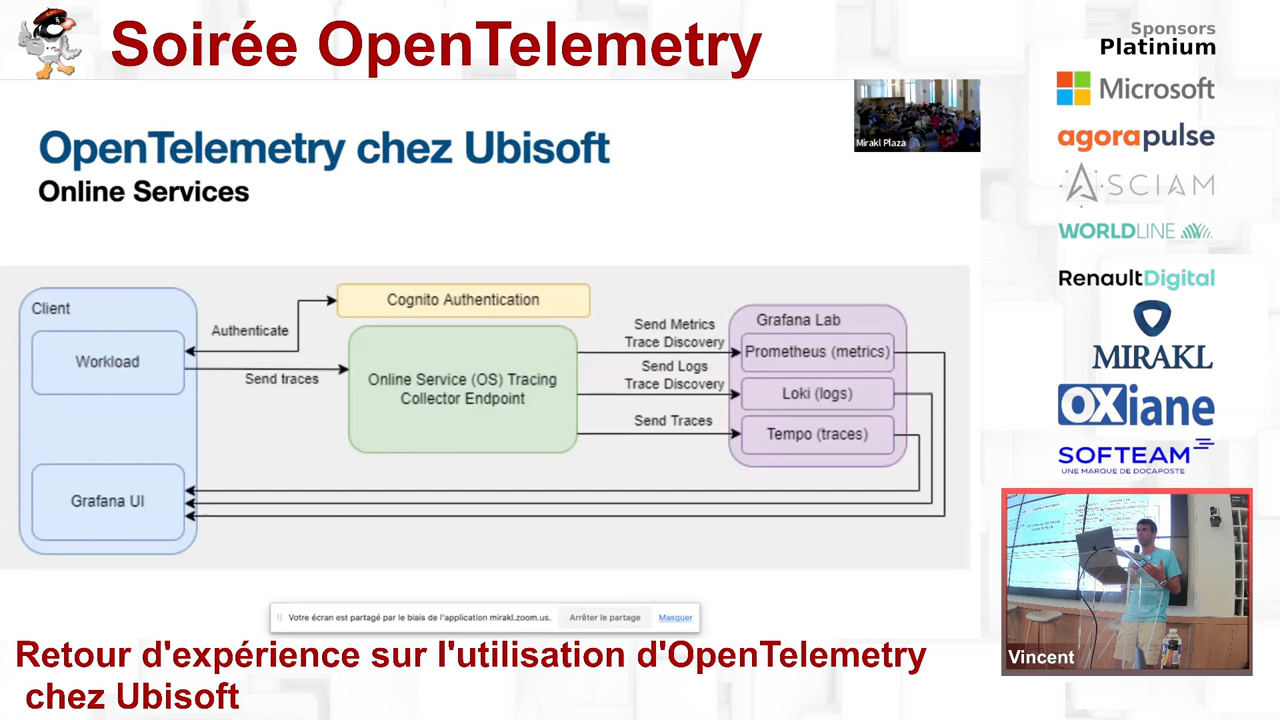 Soirée OpenTelemetry
Sponsors
Platinium
Microsoft
agorapulse
ASCIAM
WORLDLINE
RenaultDigital
MIRAKL
OXiane
SOFTEAM
UNE MARQUE DE DOCAPOSTE
OpenTelemetry chez Ubisoft
Online Services
Mirakl Plaza
Client
Workload
Grafana UI
Authenticate
Send traces
Cognito Authentication
Online Service (OS) Tracing
Collector Endpoint
Send Metrics
Trace Discovery
Send Logs
Trace Discovery
Send Traces
Grafana Lab
Prometheus (metrics)
Loki (logs)
Tempo (traces)
Votre écran est partagé par le biais de l'application mirakl.zoom.us.
Arrêter le partage
Masquer
Retour d'expérience sur l'utilisation d'OpenTelemetry
chez Ubisoft
Vincent